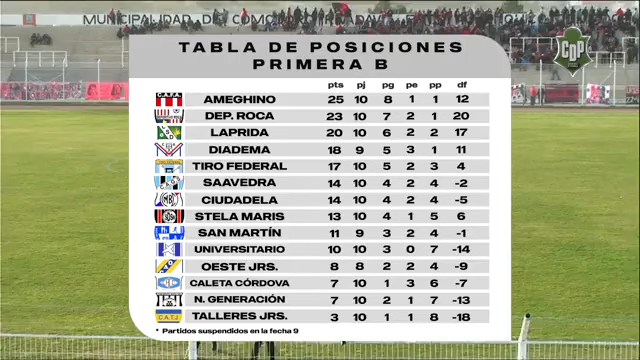 MUNICIPALIDAD DE COMODORO RIVADAVIA
TABLA DE POSICIONES
PRIMERA B
pts pj pg pe pp df
AMEGHINO 25 10 8 1 1 12
DEP. ROCA 23 10 7 2 1 20
LAPRIDA 20 10 6 2 2 17
DIADEMA 18 9 5 3 1 11
TIRO FEDERAL 17 10 5 2 3 4
SAAVEDRA 14 10 4 2 4 -2
CIUDADELA 14 10 4 2 4 -5
STELA MARIS 13 10 4 1 5 6
SAN MARTÍN 11 9 3 2 4 -1
UNIVERSITARIO 10 10 3 0 7 -14
OESTE JRS. 8 8 2 2 4 -9
CALETA CÓRDOVA 7 10 1 3 6 -7
N. GENERACIÓN 7 10 2 1 7 -13
TALLERES JRS. 3 10 1 1 8 -18
* Partidos suspendidos en la fecha 9
CDP